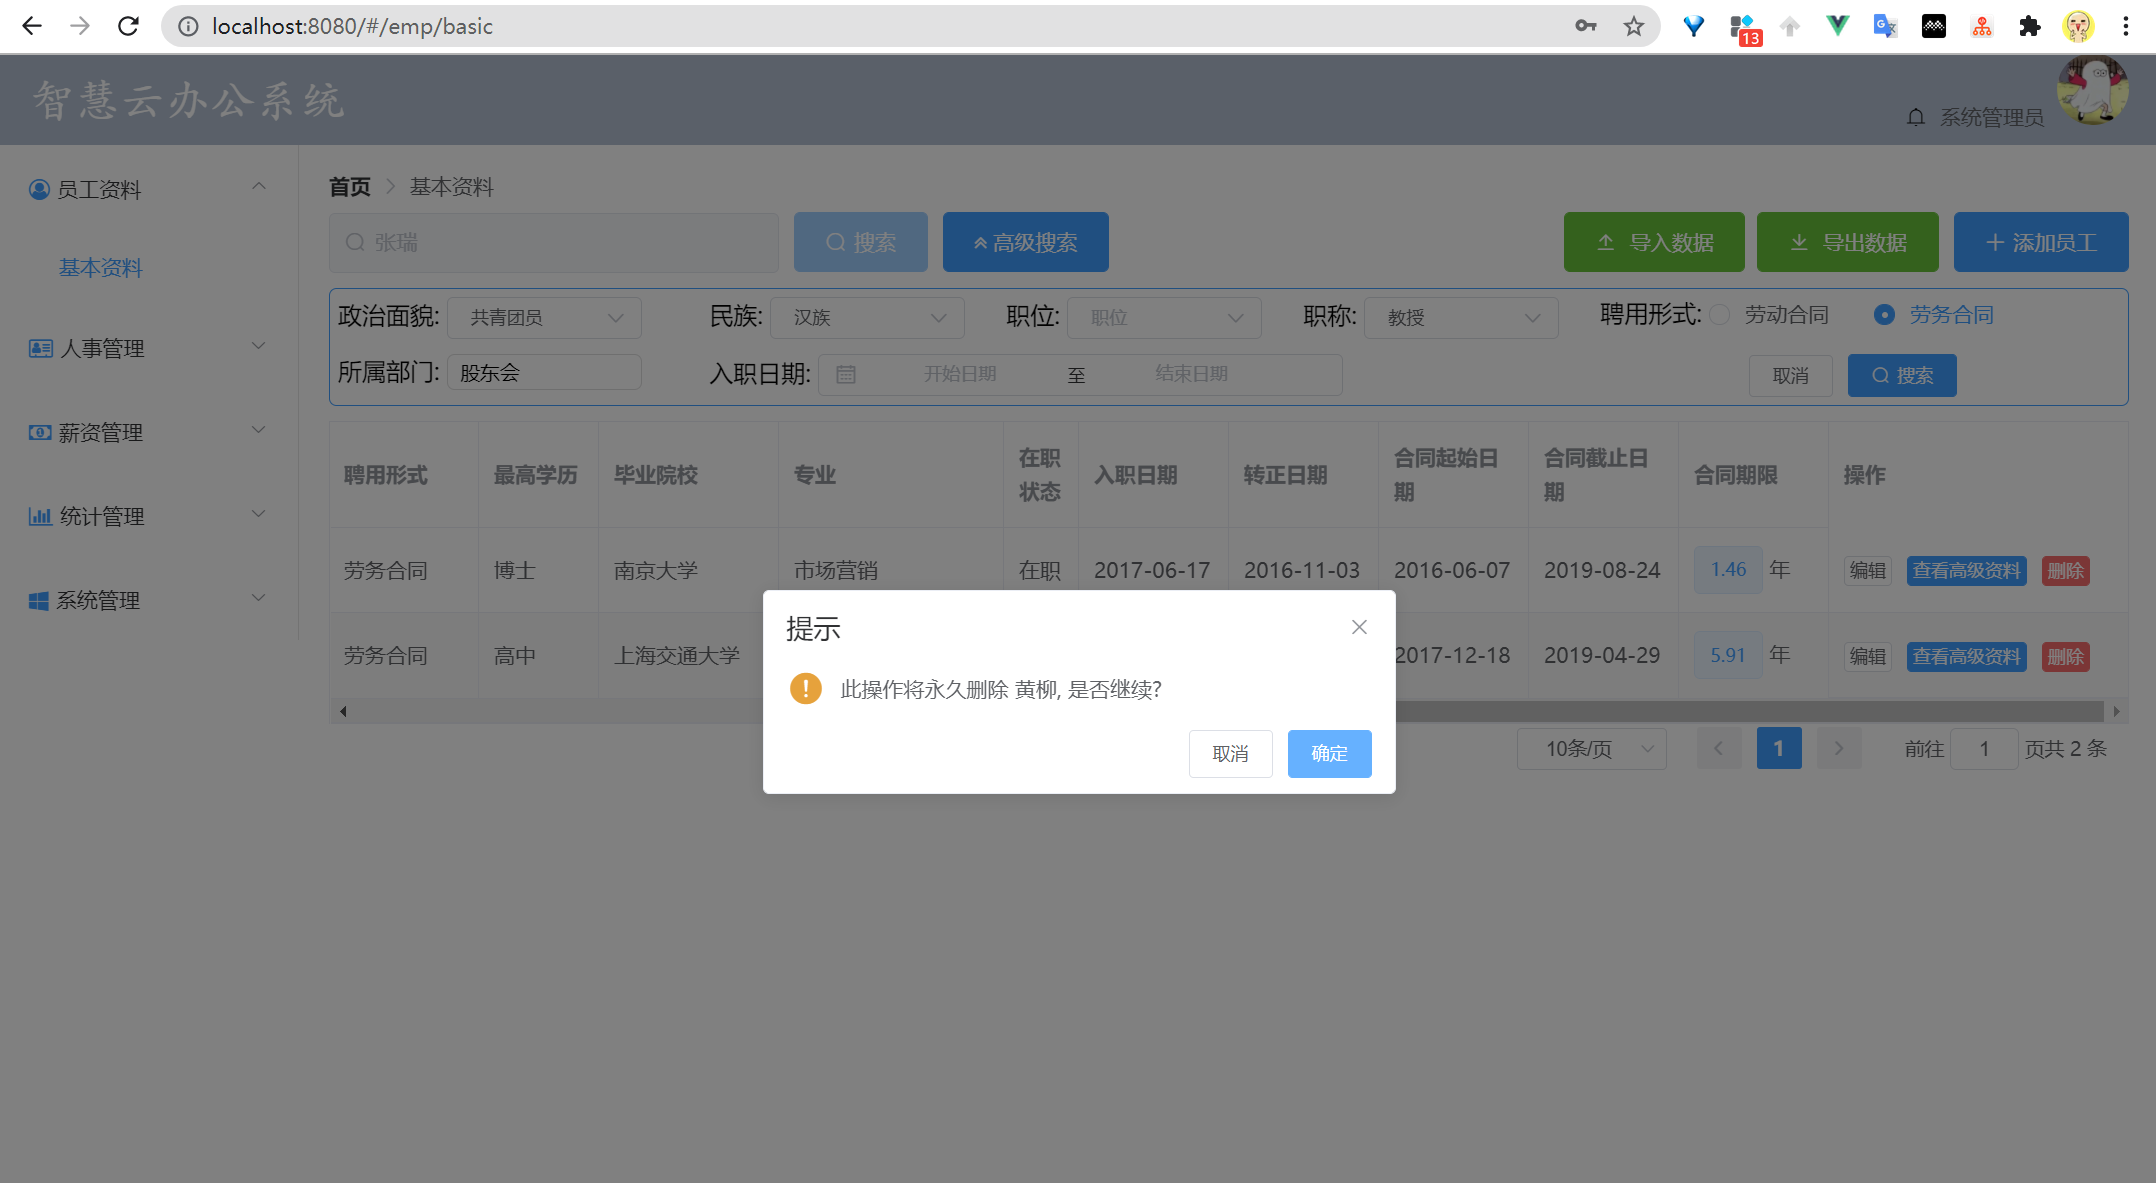 localhost:8080/#/emp/basic
13
智慧云办公系统
系统管理员
员工资料
基本资料
人事管理
薪资管理
统计管理
系统管理
首页 基本资料
张瑞 搜索 高级搜索 导入数据 导出数据 添加员工
政治面貌: 共青团员 民族: 汉族 职位: 职位 职称: 教授 聘用形式: 劳动合同 劳务合同
所属部门: 股东会 入职日期: 开始日期 至 结束日期 取消 搜索
聘用形式 最高学历 毕业院校 专业 在职状态 入职日期 转正日期 合同起始日期 合同截止日期 合同期限 操作
劳务合同 博士 南京大学 市场营销 在职 2017-06-17 2016-11-03 2016-06-07 2019-08-24 1.46 年 编辑 查看高级资料 删除
劳务合同 高中 上海交通大学 2017-12-18 2019-04-29 5.91 年 编辑 查看高级资料 删除
提示
此操作将永久删除 黄柳, 是否继续?
取消 确定
10条/页 1 前往 1 页共 2 条